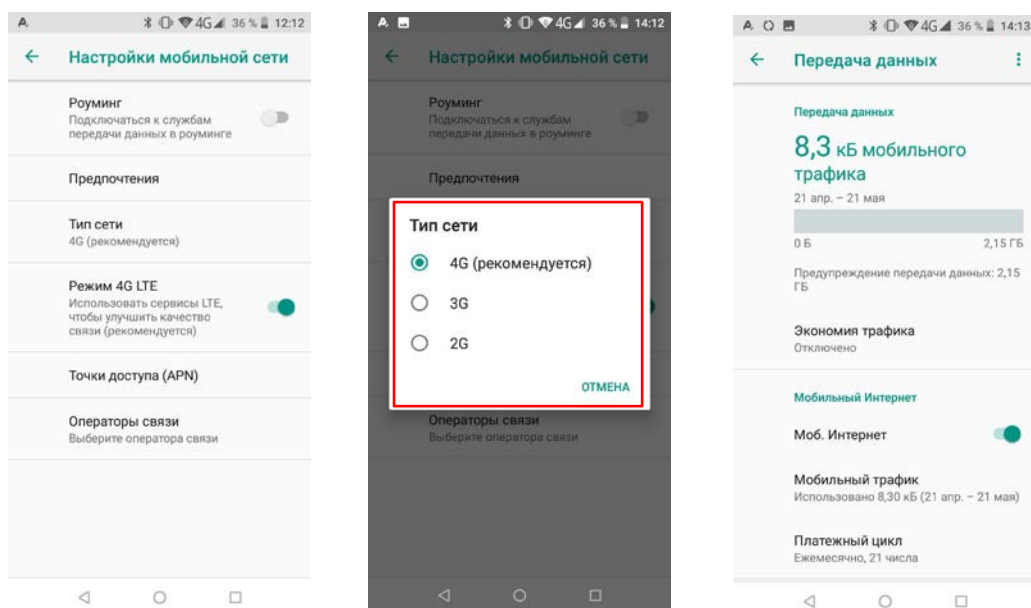 4G 36 % 12:12
Настройки мобильной сети
Роуминг
Подключаться к службам
передачи данных в роуминге
Предпочтения
Тип сети
4G (рекомендуется)
Режим 4G LTE
Использовать сервисы LTE,
чтобы улучшить качество
связи (рекомендуется)
Точки доступа (APN)
Операторы связи
Выберите оператора связи
4G 36 % 14:12
Настройки мобильной сети
Роуминг
Подключаться к службам
передачи данных в роуминге
Предпочтения
Тип сети
4G (рекомендуется)
3G
2G
ОТМЕНА
Операторы связи
Выберите оператора связи
4G 36 % 14:13
Передача данных
Передача данных
8,3 кБ мобильного
трафика
21 апр. – 21 мая
0 Б 2,15 ГБ
Предупреждение передачи данных: 2,15
ГБ
Экономия трафика
Отключено
Мобильный Интернет
Моб. Интернет
Мобильный трафик
Использовано 8,30 кБ (21 апр. – 21 мая)
Платежный цикл
Ежемесячно, 21 числа